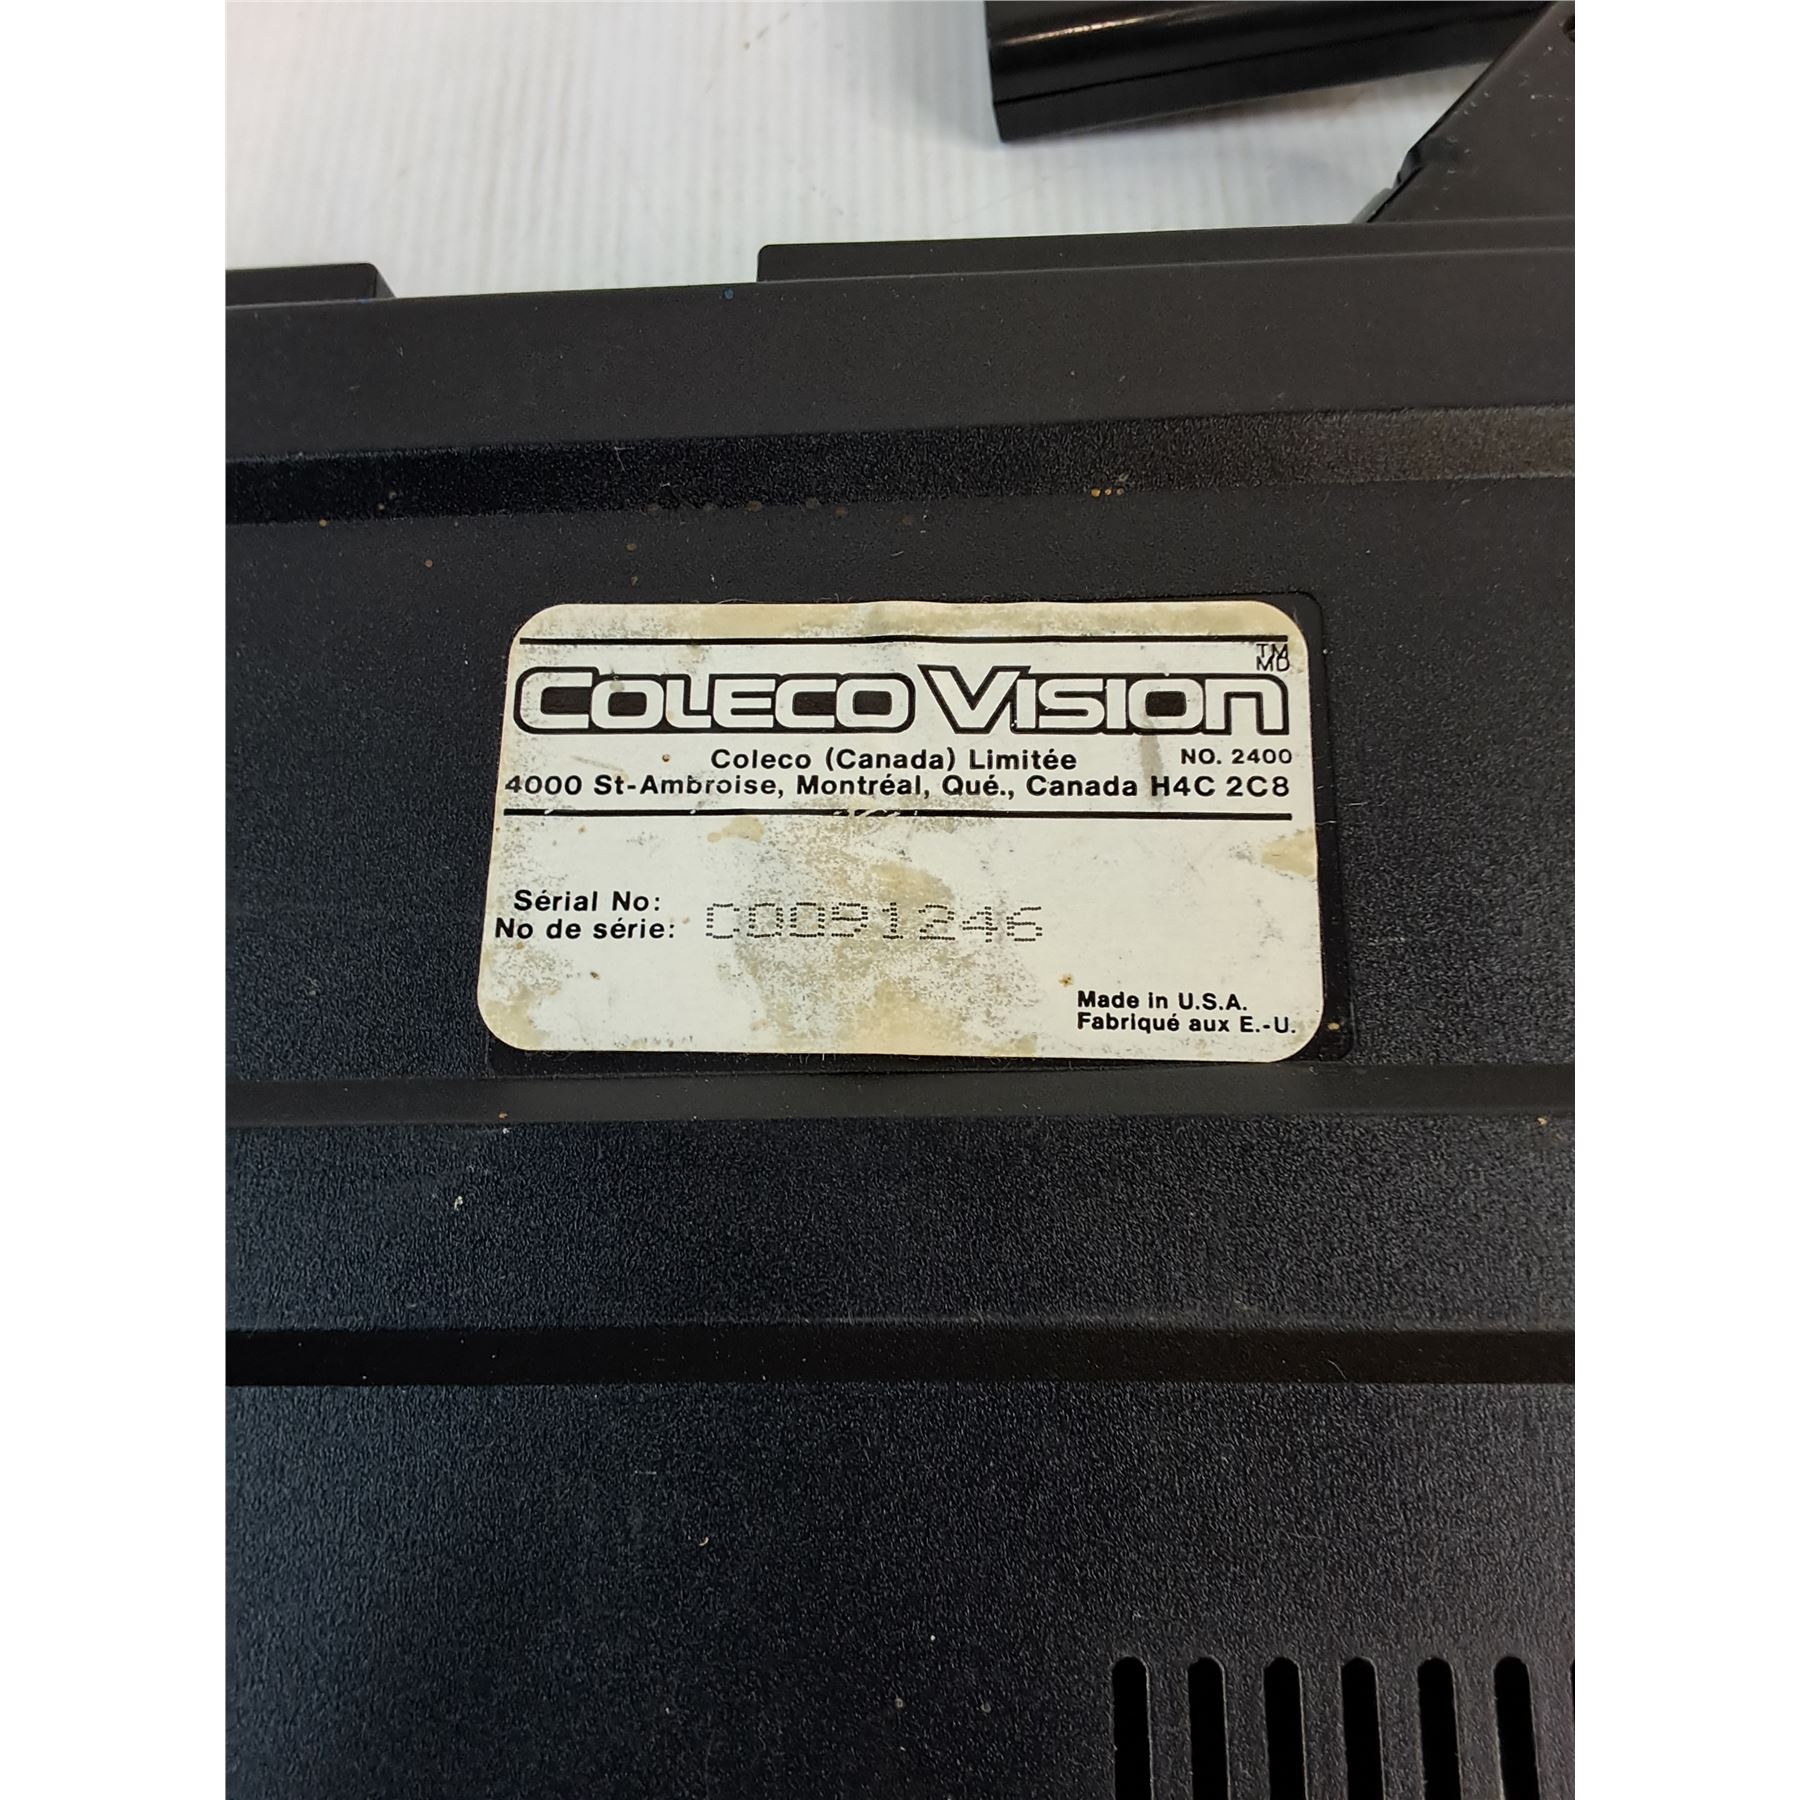 TM
MD
COLECOVISION
Coleco (Canada) Limitée NO. 2400
4000 St-Ambroise, Montréal, Qué., Canada H4C 2C8
Sérial No:
No de série: C0091246
Made in U.S.A.
Fabriqué aux E.-U.